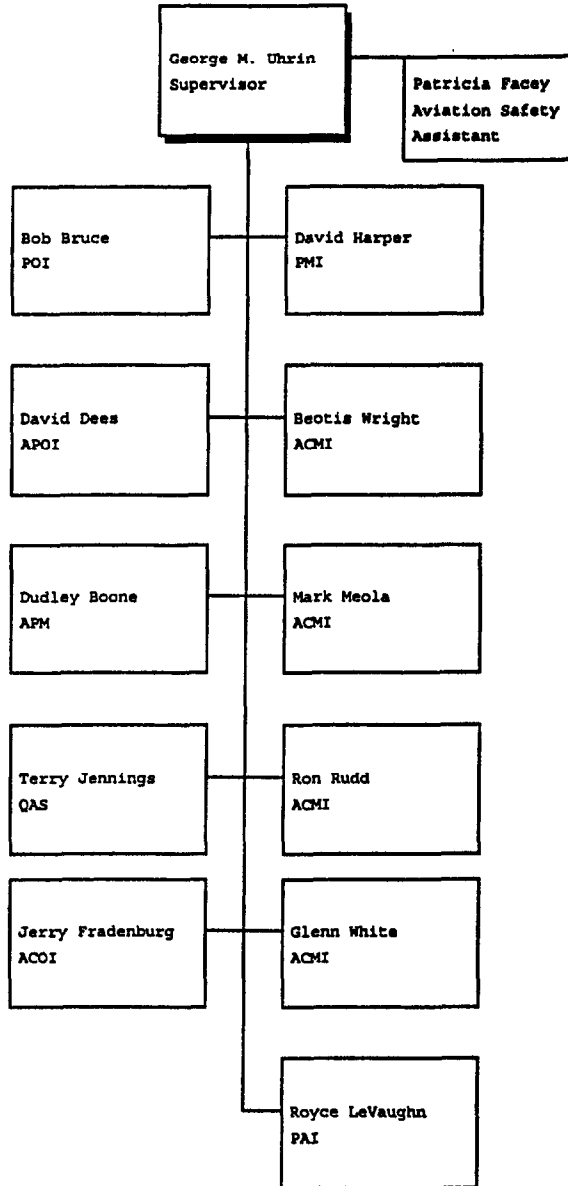 George M. Uhrin
Supervisor
Patricia Facey
Aviation Safety
Assistant
Bob Bruce
POI
David Harper
PMI
David Dees
APOI
Beotis Wright
ACMI
Dudley Boone
APM
Mark Meola
ACMI
Terry Jennings
QAS
Ron Rudd
ACMI
Jerry Fradenburg
ACOI
Glenn White
ACMI
Royce LeVaughn
PAI